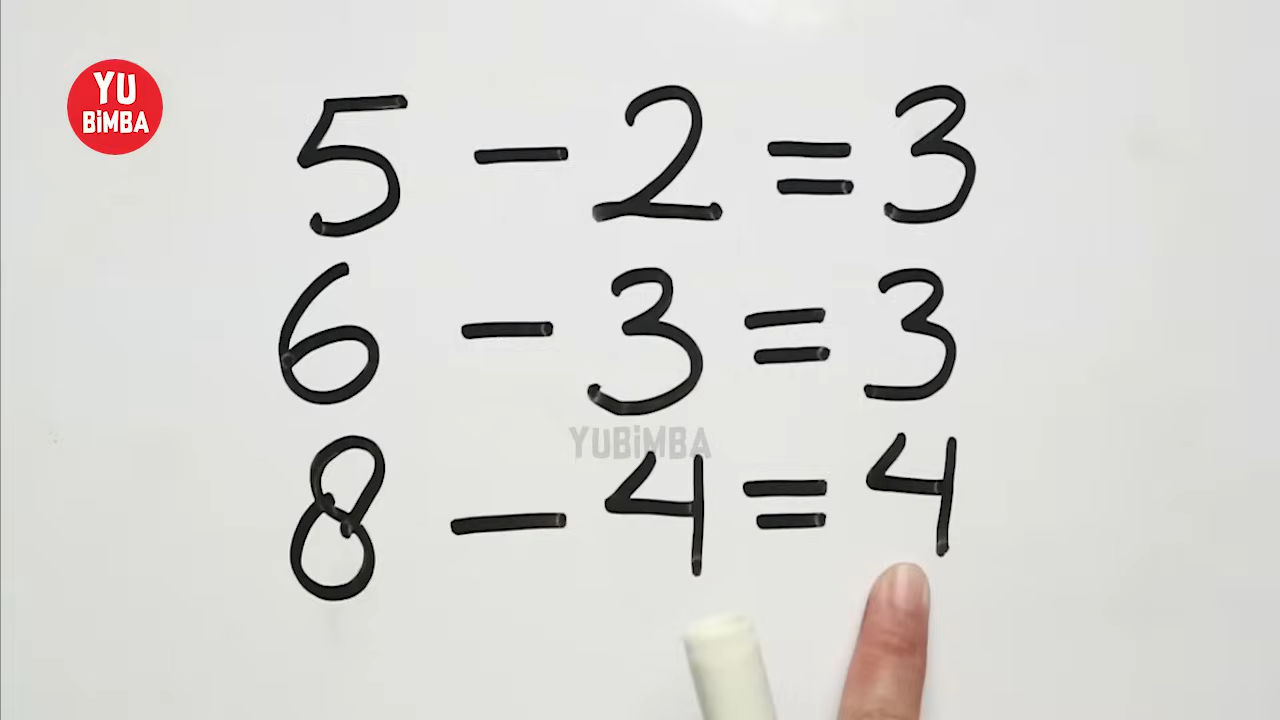 YU
BiMBA
5 - 2 = 3
6 - 3 = 3
YUBiMBA
8 - 4 = 4